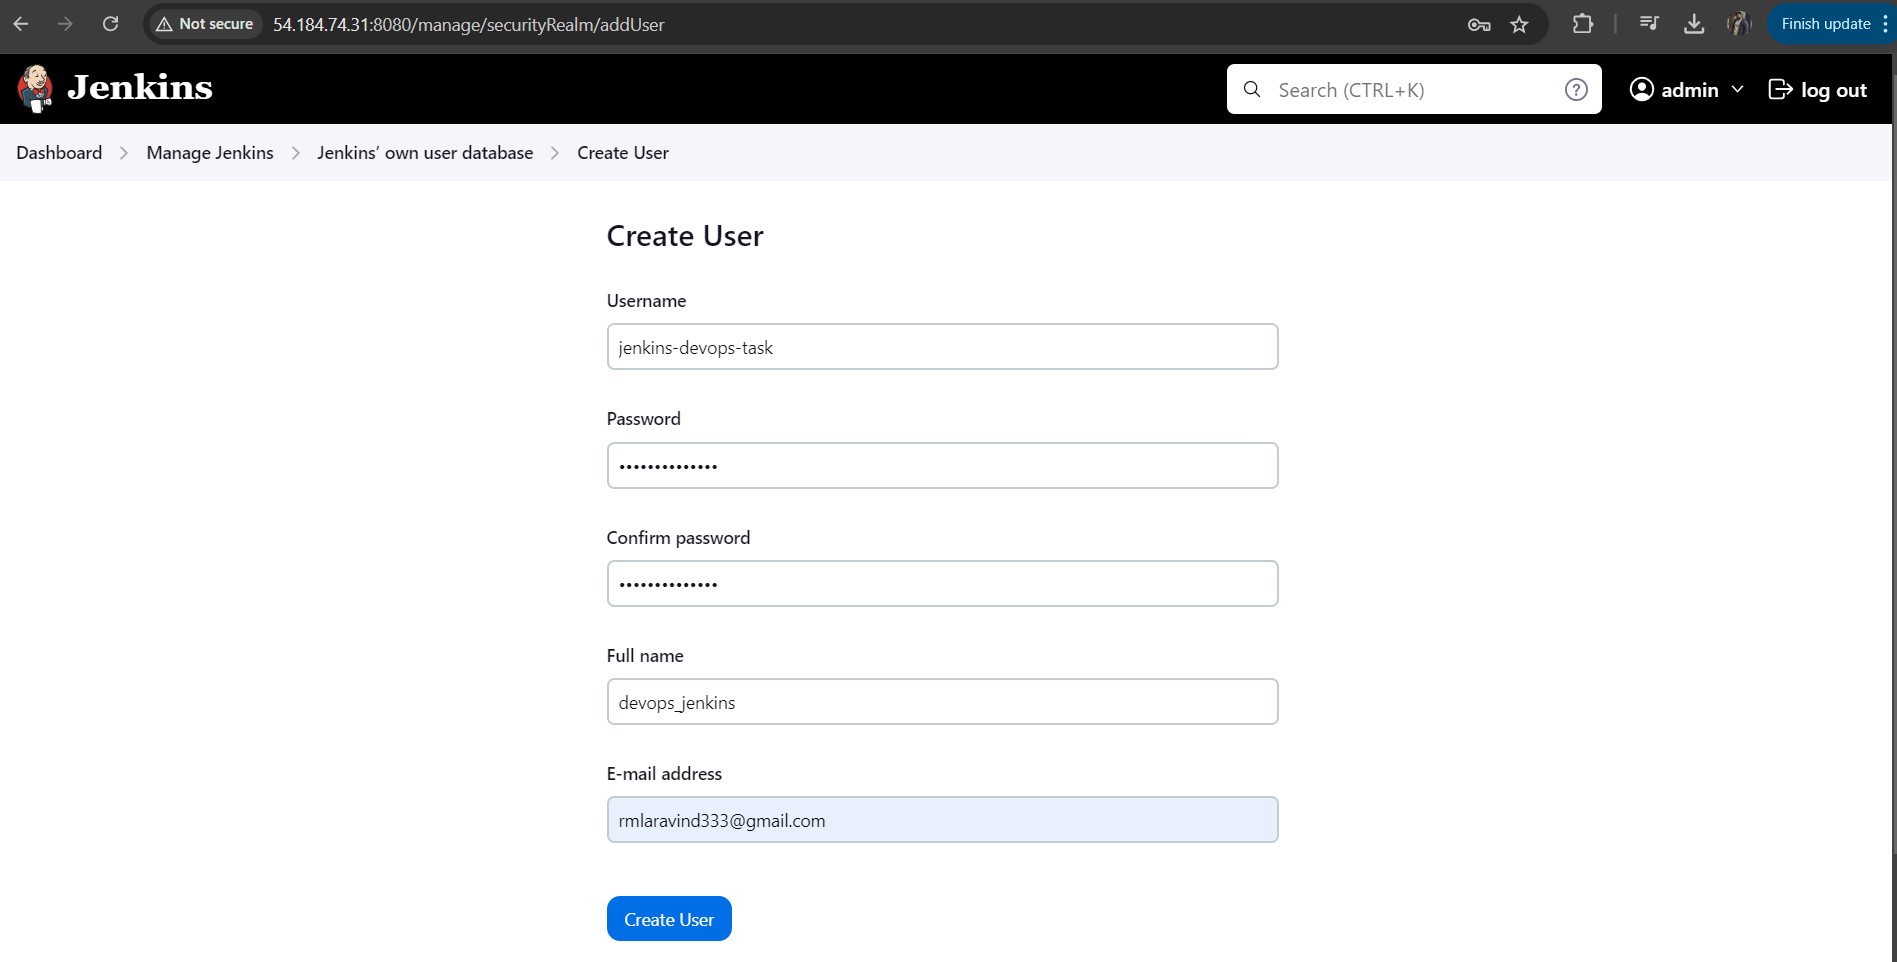 Not secure 54.184.74.31:8080/manage/securityRealm/addUser Finish update
Jenkins Search (CTRL+K) ? admin log out
Dashboard Manage Jenkins Jenkins’ own user database Create User
Create User
Username
jenkins-devops-task
Password
••••••••••••••
Confirm password
••••••••••••••
Full name
devops_jenkins
E-mail address
rmlaravind333@gmail.com
Create User